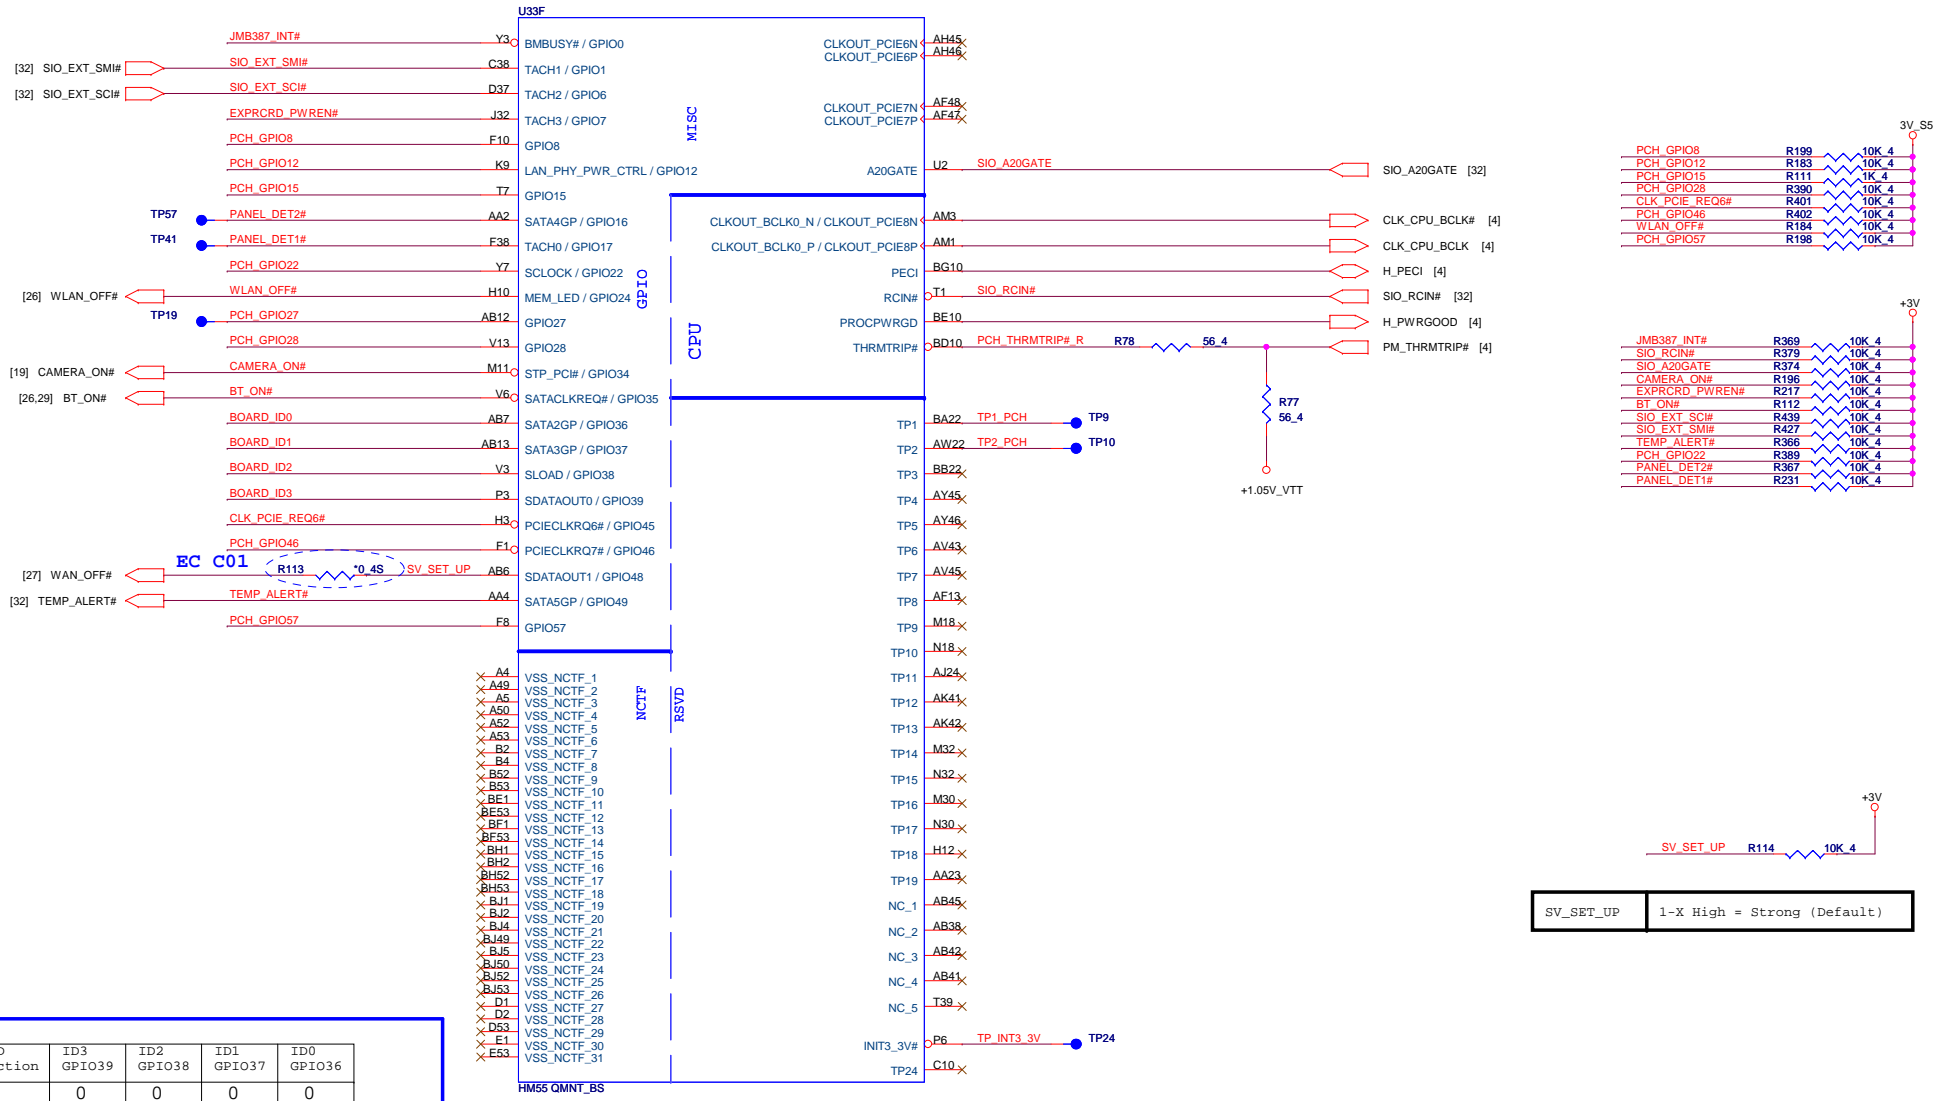 U33F
JMB387_INT# Y3 BMBUSY# / GPIO0
[32] SIO_EXT_SMI# SIO_EXT_SMI# C38 TACH1 / GPIO1
[32] SIO_EXT_SCI# SIO_EXT_SCI# D37 TACH2 / GPIO6
EXPRCRD_PWREN# J32 TACH3 / GPIO7
PCH_GPIO8 F10 GPIO8
PCH_GPIO12 K9 LAN_PHY_PWR_CTRL / GPIO12
PCH_GPIO15 T7 GPIO15
TP57 PANEL_DET2# AA2 SATA4GP / GPIO16
TP41 PANEL_DET1# F38 TACH0 / GPIO17
PCH_GPIO22 Y7 SCLOCK / GPIO22
[26] WLAN_OFF# WLAN_OFF# H10 MEM_LED / GPIO24
TP19 PCH_GPIO27 AB12 GPIO27
PCH_GPIO28 V13 GPIO28
[19] CAMERA_ON# CAMERA_ON# M11 STP_PCI# / GPIO34
[26,29] BT_ON# BT_ON# V6 SATACLKREQ# / GPIO35
BOARD_ID0 AB7 SATA2GP / GPIO36
BOARD_ID1 AB13 SATA3GP / GPIO37
BOARD_ID2 V3 SLOAD / GPIO38
BOARD_ID3 P3 SDATAOUT0 / GPIO39
CLK_PCIE_REQ6# H3 PCIECLKRQ6# / GPIO45
PCH_GPIO46 F1 PCIECLKRQ7# / GPIO46
EC C01
[27] WAN_OFF# R113 *0_4S SV_SET_UP AB6 SDATAOUT1 / GPIO48
[32] TEMP_ALERT# TEMP_ALERT# AA4 SATA5GP / GPIO49
PCH_GPIO57 F8 GPIO57
A4 VSS_NCTF_1
A49 VSS_NCTF_2
A5 VSS_NCTF_3
A50 VSS_NCTF_4
A52 VSS_NCTF_5
A53 VSS_NCTF_6
B2 VSS_NCTF_7
B4 VSS_NCTF_8
B52 VSS_NCTF_9
B53 VSS_NCTF_10
BE1 VSS_NCTF_11
BE53 VSS_NCTF_12
BF1 VSS_NCTF_13
BF53 VSS_NCTF_14
BH1 VSS_NCTF_15
BH2 VSS_NCTF_16
BH52 VSS_NCTF_17
BH53 VSS_NCTF_18
BJ1 VSS_NCTF_19
BJ2 VSS_NCTF_20
BJ4 VSS_NCTF_21
BJ49 VSS_NCTF_22
BJ5 VSS_NCTF_23
BJ50 VSS_NCTF_24
BJ52 VSS_NCTF_25
BJ53 VSS_NCTF_26
D1 VSS_NCTF_27
D2 VSS_NCTF_28
D53 VSS_NCTF_29
E1 VSS_NCTF_30
E53 VSS_NCTF_31
MISC
GPIO
CPU
NCTF
RSVD
HM55 QMNT_BS
CLKOUT_PCIE6N AH45
CLKOUT_PCIE6P AH46
CLKOUT_PCIE7N AF48
CLKOUT_PCIE7P AF47
A20GATE U2 SIO_A20GATE SIO_A20GATE [32]
CLKOUT_BCLK0_N / CLKOUT_PCIE8N AM3 CLK_CPU_BCLK# [4]
CLKOUT_BCLK0_P / CLKOUT_PCIE8P AM1 CLK_CPU_BCLK [4]
PECI BG10 H_PECI [4]
RCIN# T1 SIO_RCIN# SIO_RCIN# [32]
PROCPWRGD BE10 H_PWRGOOD [4]
THRMTRIP# BD10 PCH_THRMTRIP#_R R78 56_4 PM_THRMTRIP# [4]
R77
56_4
+1.05V_VTT
TP1 BA22 TP1_PCH TP9
TP2 AW22 TP2_PCH TP10
TP3 BB22
TP4 AY45
TP5 AY46
TP6 AV43
TP7 AV45
TP8 AF13
TP9 M18
TP10 N18
TP11 AJ24
TP12 AK41
TP13 AK42
TP14 M32
TP15 N32
TP16 M30
TP17 N30
TP18 H12
TP19 AA23
NC_1 AB45
NC_2 AB38
NC_3 AB42
NC_4 AB41
NC_5 T39
INIT3_3V# P6 TP_INT3_3V TP24
TP24 C10
3V_S5
PCH_GPIO8 R199 10K_4
PCH_GPIO12 R183 10K_4
PCH_GPIO15 R111 1K_4
PCH_GPIO28 R390 10K_4
CLK_PCIE_REQ6# R401 10K_4
PCH_GPIO46 R402 10K_4
WLAN_OFF# R184 10K_4
PCH_GPIO57 R198 10K_4
+3V
JMB387_INT# R369 10K_4
SIO_RCIN# R379 10K_4
SIO_A20GATE R374 10K_4
CAMERA_ON# R196 10K_4
EXPRCRD_PWREN# R217 10K_4
BT_ON# R112 10K_4
SIO_EXT_SCI# R439 10K_4
SIO_EXT_SMI# R427 10K_4
TEMP_ALERT# R366 10K_4
PCH_GPIO22 R389 10K_4
PANEL_DET2# R367 10K_4
PANEL_DET1# R231 10K_4
+3V
SV_SET_UP R114 10K_4
SV_SET_UP 1-X High = Strong (Default)
ID3 ID2 ID1 ID0
ction GPIO39 GPIO38 GPIO37 GPIO36
0 0 0 0